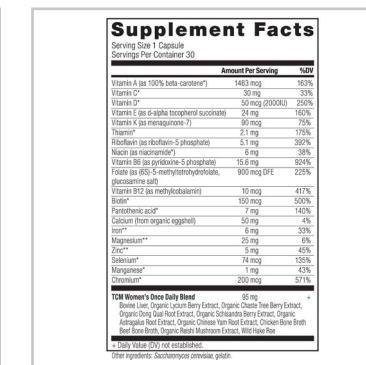 Supplement Facts
Serving Size 1 Capsule
Servings Per Container 30
Amount Per Serving %DV
Vitamin A (as 100% beta-carotene*) 1463 mcg 163%
Vitamin C* 30 mg 33%
Vitamin D* 50 mcg (2000IU) 250%
Vitamin E (as d-alpha tocopherol succinate) 24 mg 160%
Vitamin K (as menaquinone-7) 90 mcg 75%
Thiamin* 2.1 mg 175%
Riboflavin (as riboflavin-5 phosphate) 5.1 mg 392%
Niacin (as niacinamide*) 6 mg 38%
Vitamin B6 (as pyridoxine-5 phosphate) 15.6 mg 924%
Folate (as (6S)-5-methyltetrohydrofolate, 900 mcg DFE 225%
glucosamine salt)
Vitamin B12 (as methylcobalamin) 10 mcg 417%
Biotin* 150 mcg 500%
Pantothenic acid* 7 mg 140%
Calcium (from organic eggshell) 50 mg 4%
Iron** 6 mg 33%
Magnesium** 25 mg 6%
Zinc** 5 mg 45%
Selenium* 74 mcg 135%
Manganese* 1 mg 43%
Chromium* 200 mcg 571%
TCM Women's Once Daily Blend 95 mg +
Bovine Liver, Organic Lycium Berry Extract, Organic Chaste Tree Berry Extract,
Organic Dong Quai Root Extract, Organic Schisandra Berry Extract, Organic
Astragalus Root Extract, Organic Chinese Yam Root Extract, Chicken Bone Broth
Beef Bone Broth, Organic Reishi Mushroom Extract, Wild Hake Roe
+ Daily Value (DV) not established.
Other ingredients: Saccharomyces cerevisiae, gelatin.